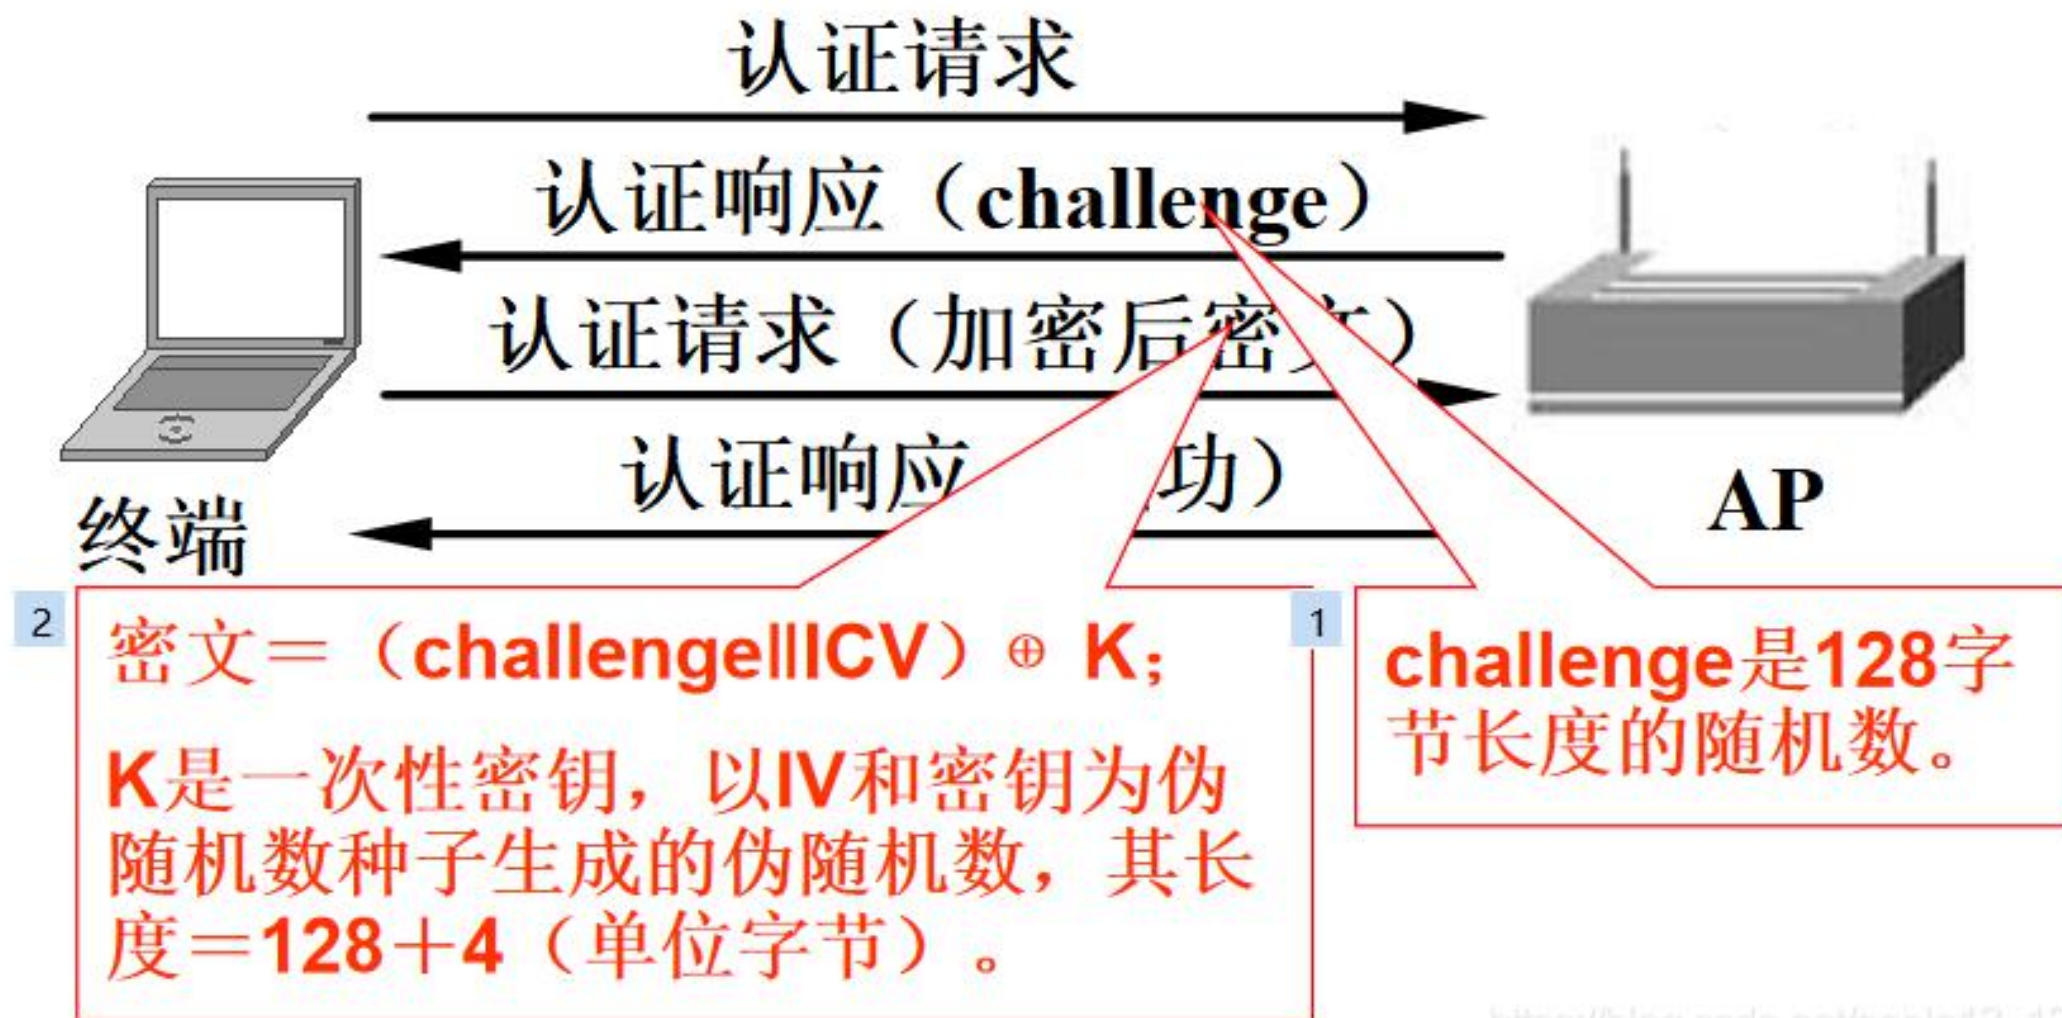 认证请求
认证响应（challenge）
认证请求（加密后密文）
认证响应 功）
终端
AP
2
密文＝（challenge||ICV）⊕ K；
K是一次性密钥，以IV和密钥为伪
随机数种子生成的伪随机数，其长
度＝128＋4（单位字节）。
1
challenge是128字
节长度的随机数。